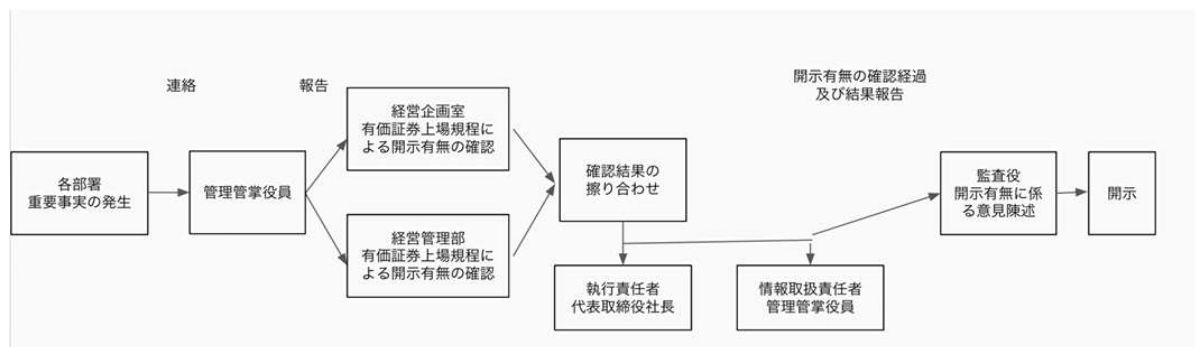 連絡
報告
開示有無の確認経過
及び結果報告
各部署
重要事実の発生
管理管掌役員
経営企画室
有価証券上場規程に
よる開示有無の確認
経営管理部
有価証券上場規程に
よる開示有無の確認
確認結果の
擦り合わせ
執行責任者
代表取締役社長
情報取扱責任者
管理管掌役員
監査役
開示有無に係
る意見陳述
開示